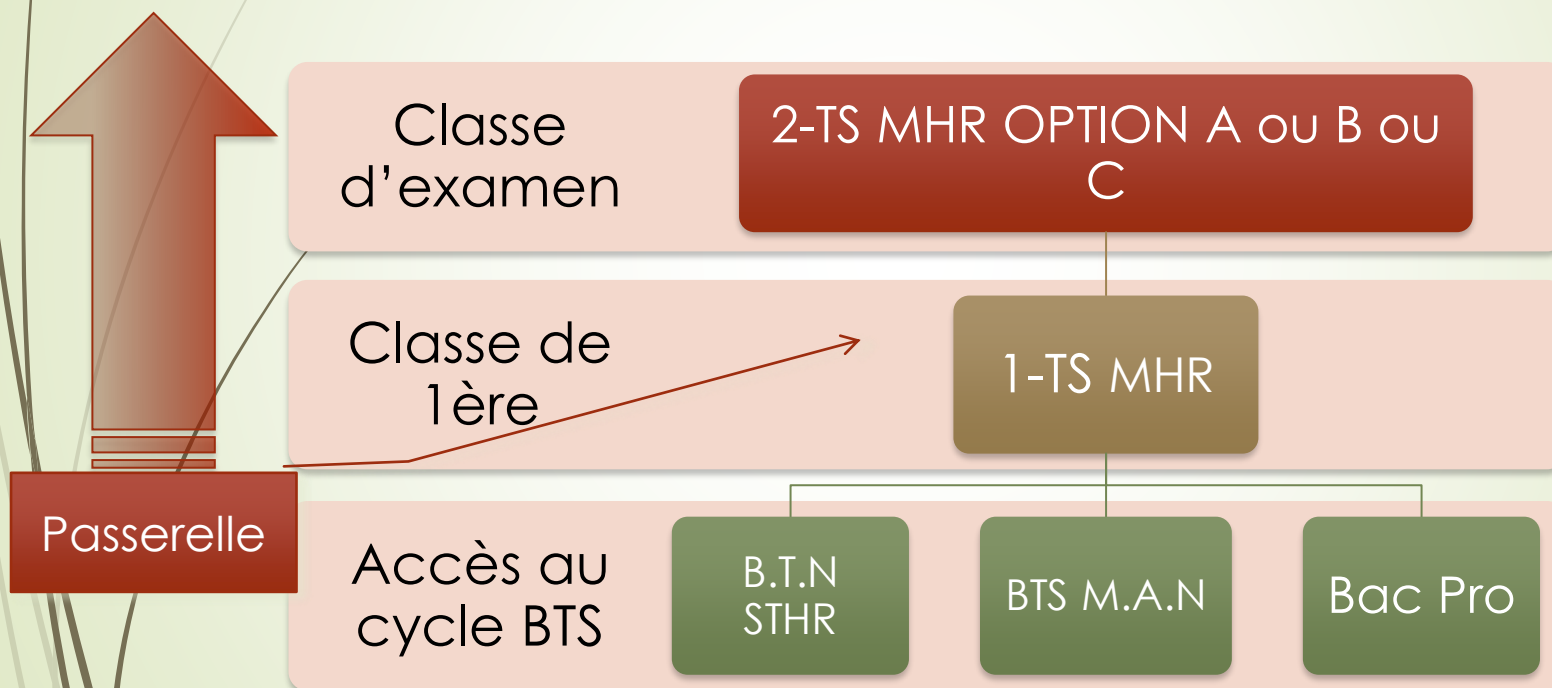 Classe
d’examen
2-TS MHR OPTION A ou B ou
C
Classe de
1ère
1-TS MHR
Passerelle
Accès au
cycle BTS
B.T.N
STHR
BTS M.A.N
Bac Pro